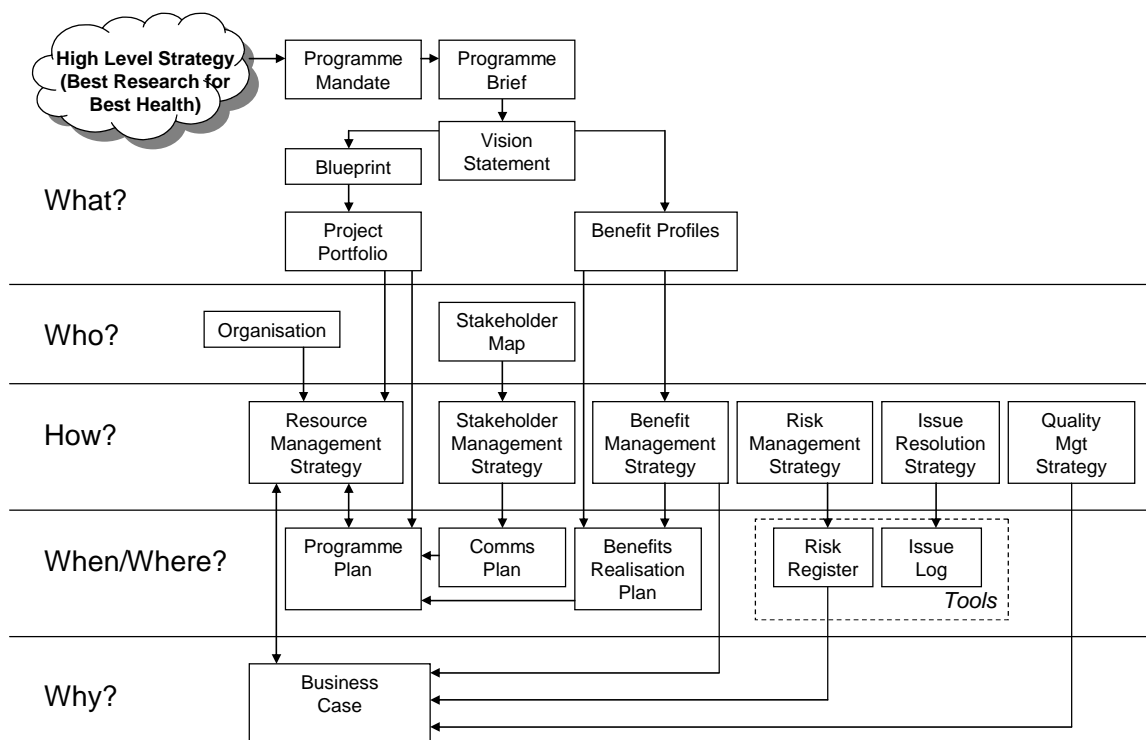 High Level Strategy
(Best Research for
Best Health)
Programme
Mandate
Programme
Brief
Vision
Statement
Blueprint
What?
Project
Portfolio
Benefit Profiles
Who?
Organisation
Stakeholder
Map
How?
Resource
Management
Strategy
Stakeholder
Management
Strategy
Benefit
Management
Strategy
Risk
Management
Strategy
Issue
Resolution
Strategy
Quality
Mgt
Strategy
When/Where?
Programme
Plan
Comms
Plan
Benefits
Realisation
Plan
Risk
Register
Issue
Log
Tools
Why?
Business
Case